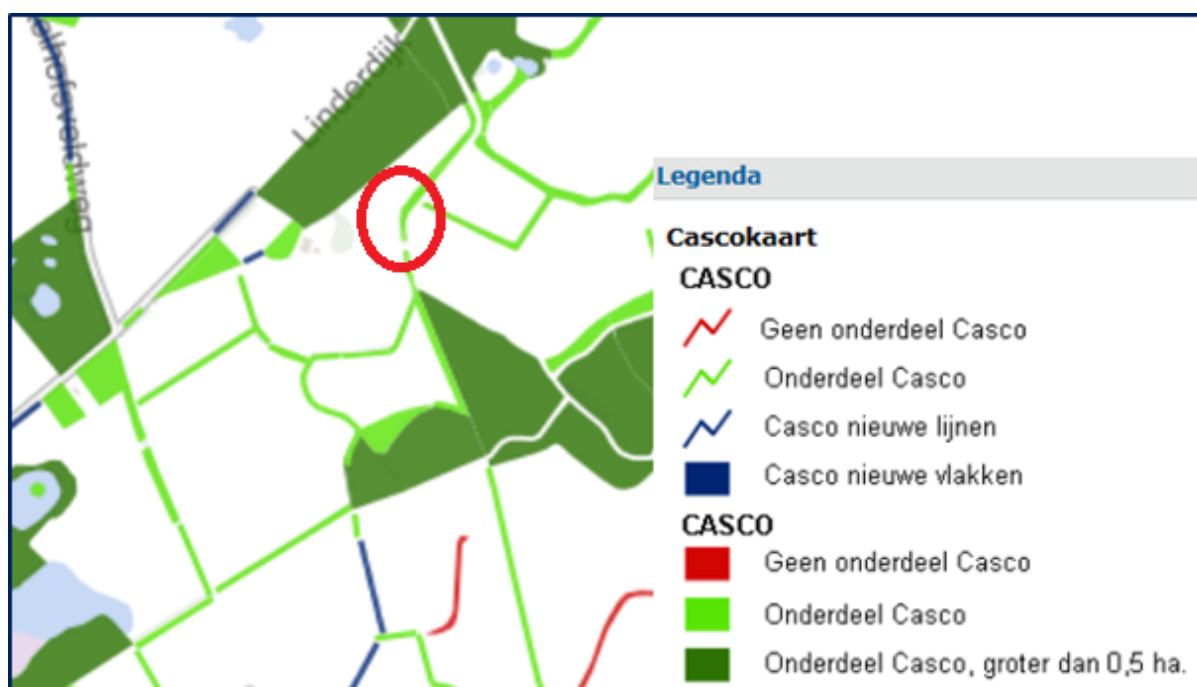 elhofsveldweg
Linderdijk
Legenda
Cascokaart
CASCO
Geen onderdeel Casco
Onderdeel Casco
Casco nieuwe lijnen
Casco nieuwe vlakken
CASCO
Geen onderdeel Casco
Onderdeel Casco
Onderdeel Casco, groter dan 0,5 ha.